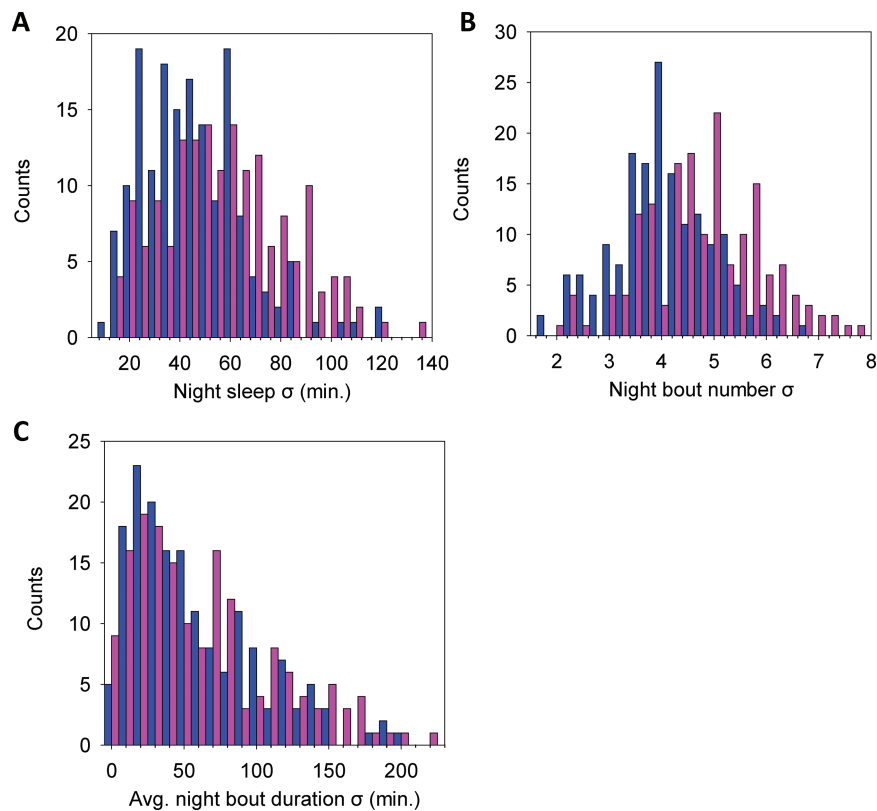 A
20
15
10
5
0
Counts
20 40 60 80 100 120 140
Night sleep σ (min.)
B
30
25
20
15
10
5
0
Counts
2 3 4 5 6 7 8
Night bout number σ
C
25
20
15
10
5
0
Counts
0 50 100 150 200
Avg. night bout duration σ (min.)